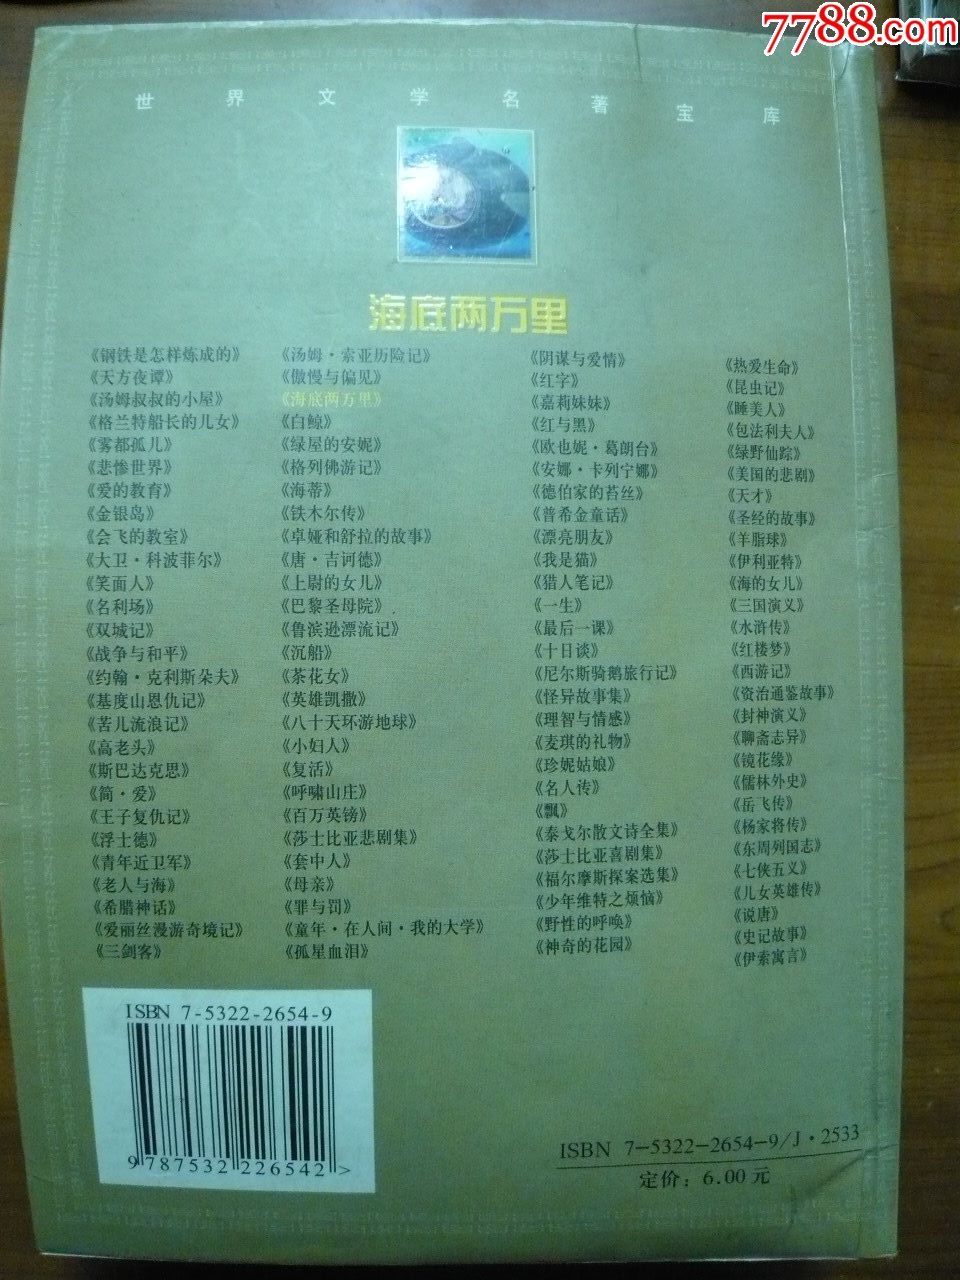 7788.com
世界文学名著宝库
海底两万里
《钢铁是怎样炼成的》
《天方夜谭》
《汤姆叔叔的小屋》
《格兰特船长的儿女》
《雾都孤儿》
《悲惨世界》
《爱的教育》
《金银岛》
《会飞的教室》
《大卫·科波菲尔》
《笑面人》
《名利场》
《双城记》
《战争与和平》
《约翰·克利斯朵夫》
《基度山恩仇记》
《苦儿流浪记》
《高老头》
《斯巴达克思》
《简·爱》
《王子复仇记》
《浮士德》
《青年近卫军》
《老人与海》
《希腊神话》
《爱丽丝漫游奇境记》
《三剑客》
《汤姆·索亚历险记》
《傲慢与偏见》
《海底两万里》
《白鲸》
《绿屋的安妮》
《格列佛游记》
《海蒂》
《铁木尔传》
《卓娅和舒拉的故事》
《唐·吉诃德》
《上尉的女儿》
《巴黎圣母院》
《鲁滨逊漂流记》
《沉船》
《茶花女》
《英雄凯撒》
《八十天环游地球》
《小妇人》
《复活》
《呼啸山庄》
《百万英镑》
《莎士比亚悲剧集》
《套中人》
《母亲》
《罪与罚》
《童年·在人间·我的大学》
《孤星血泪》
《阴谋与爱情》
《红字》
《嘉莉妹妹》
《红与黑》
《欧也妮·葛朗台》
《安娜·卡列宁娜》
《德伯家的苔丝》
《普希金童话》
《漂亮朋友》
《我是猫》
《猎人笔记》
《一生》
《最后一课》
《十日谈》
《尼尔斯骑鹅旅行记》
《怪异故事集》
《理智与情感》
《麦琪的礼物》
《珍妮姑娘》
《名人传》
《飘》
《泰戈尔散文诗全集》
《莎士比亚喜剧集》
《福尔摩斯探案选集》
《少年维特之烦恼》
《野性的呼唤》
《神奇的花园》
《热爱生命》
《昆虫记》
《睡美人》
《包法利夫人》
《绿野仙踪》
《美国的悲剧》
《天才》
《圣经的故事》
《羊脂球》
《伊利亚特》
《海的女儿》
《三国演义》
《水浒传》
《红楼梦》
《西游记》
《资治通鉴故事》
《封神演义》
《聊斋志异》
《镜花缘》
《儒林外史》
《岳飞传》
《杨家将传》
《东周列国志》
《七侠五义》
《儿女英雄传》
《说唐》
《史记故事》
《伊索寓言》
ISBN 7-5322-2654-9
9 787532 226542 >
ISBN 7-5322-2654-9/J·2533
定价：6.00元